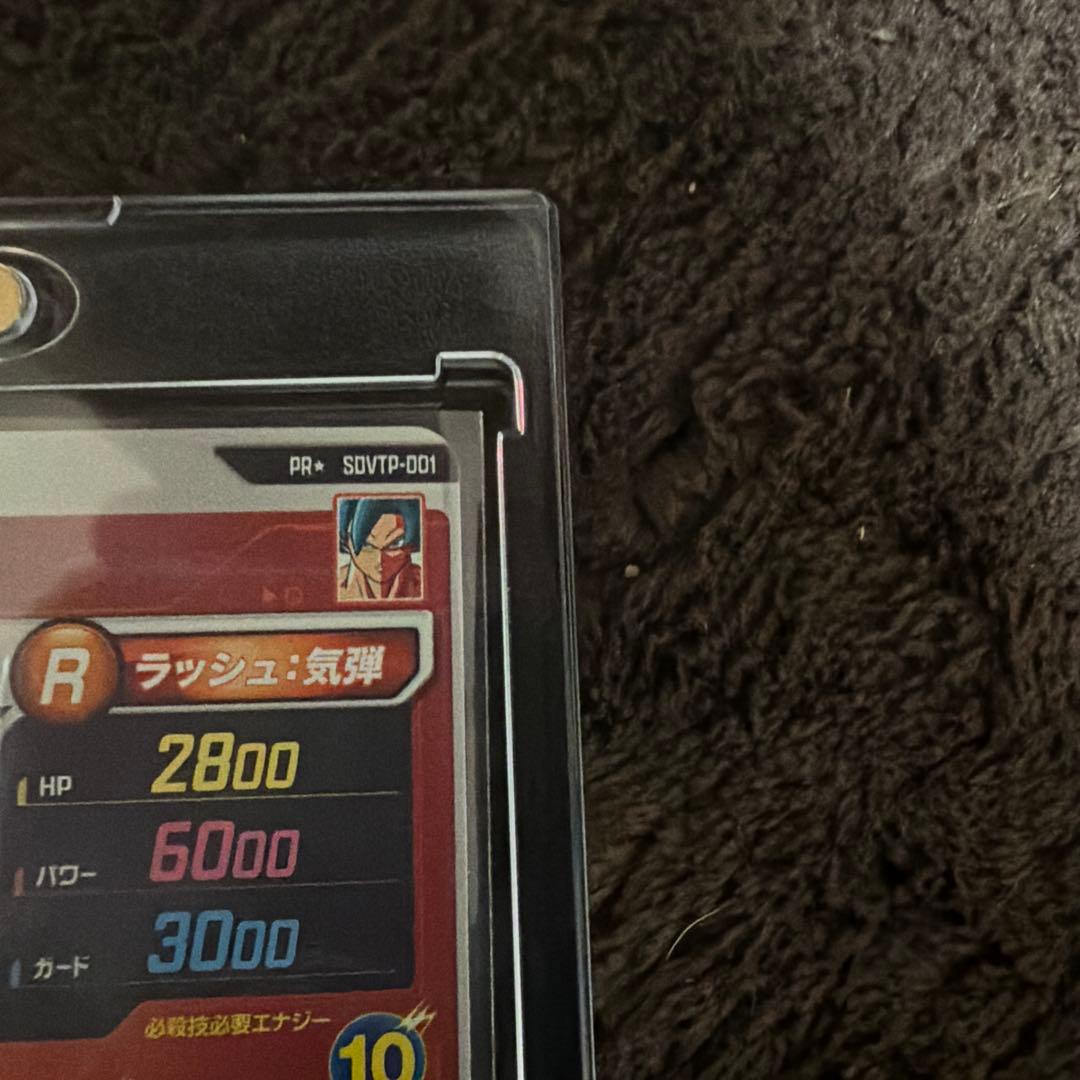 PR★ SDVTP-001
R ラッシュ:気弾
HP 2800
パワー 6000
ガード 3000
必殺技必要エナジー
10